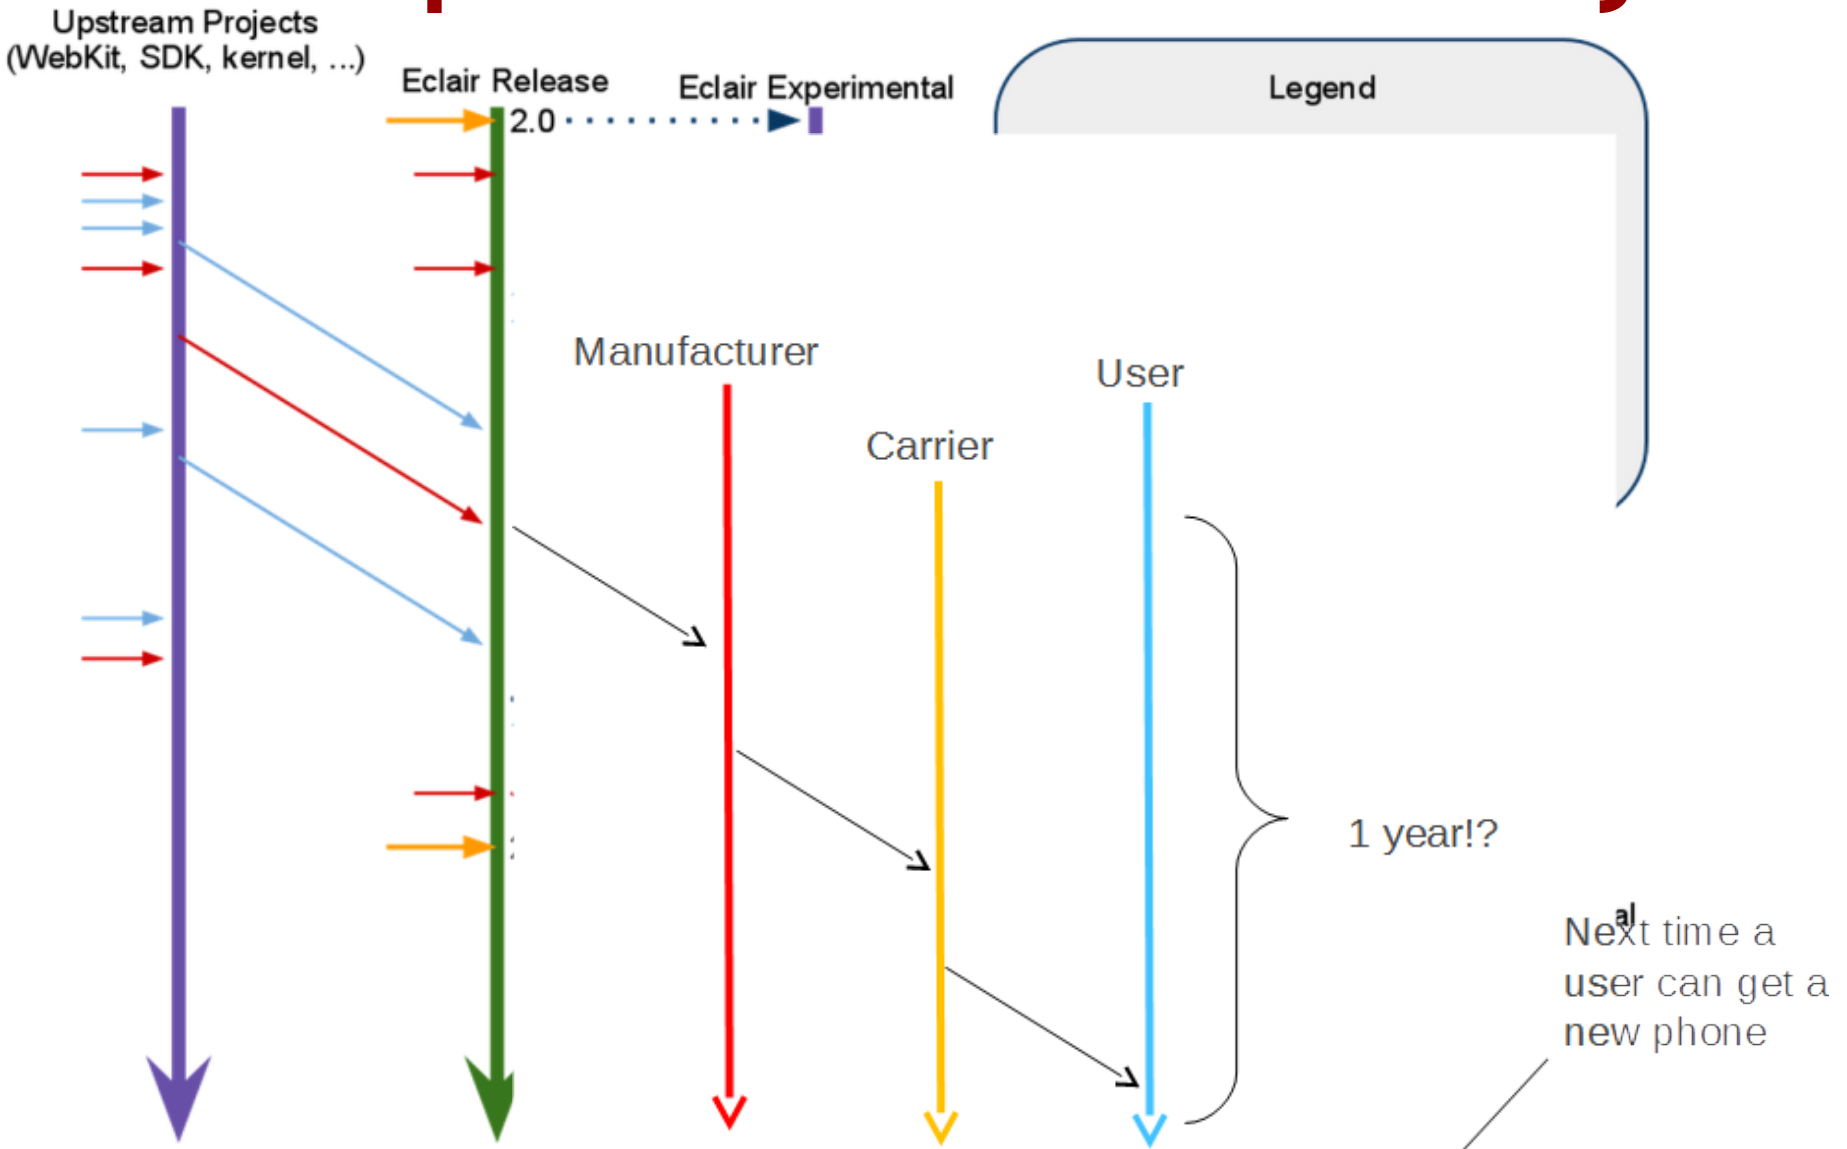 Upstream Projects
(WebKit, SDK, kernel, ...)
Eclair Release
Eclair Experimental
Legend
2.0
Manufacturer
User
Carrier
1 year!?
al
Next time a
user can get a
new phone